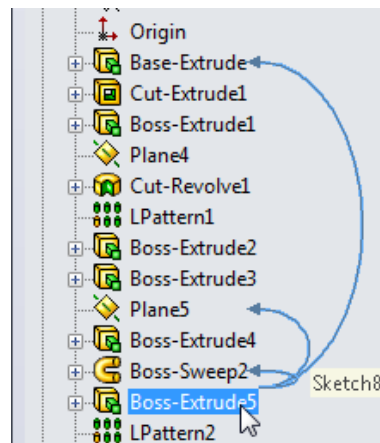 Origin
Base-Extrude
Cut-Extrude1
Boss-Extrude1
Plane4
Cut-Revolve1
LPattern1
Boss-Extrude2
Boss-Extrude3
Plane5
Boss-Extrude4
Boss-Sweep2
Sketch8
Boss-Extrude5
LPattern2